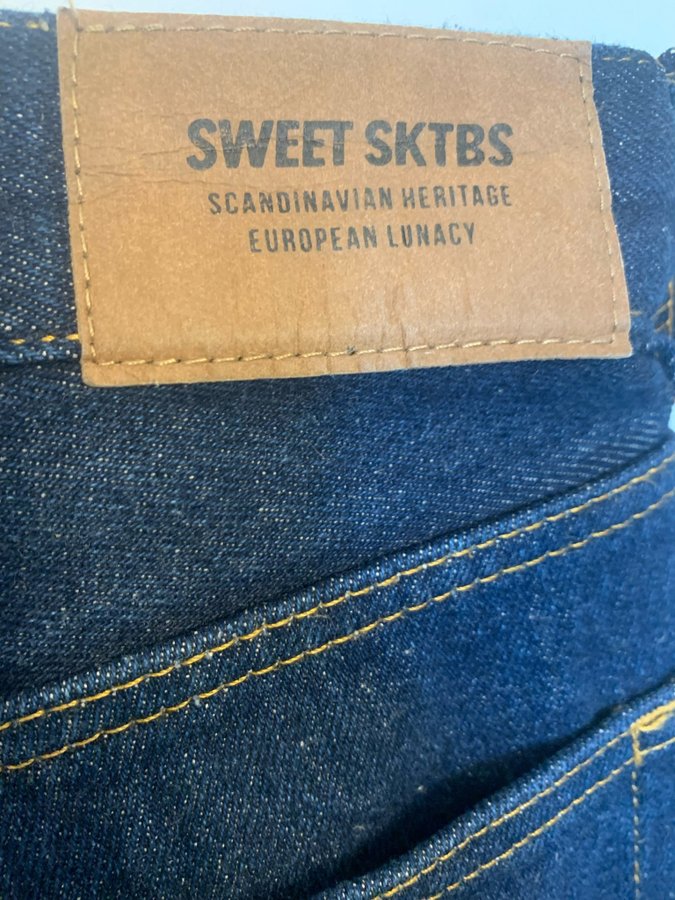 SWEET SKTBS
SCANDINAVIAN HERITAGE
EUROPEAN LUNACY